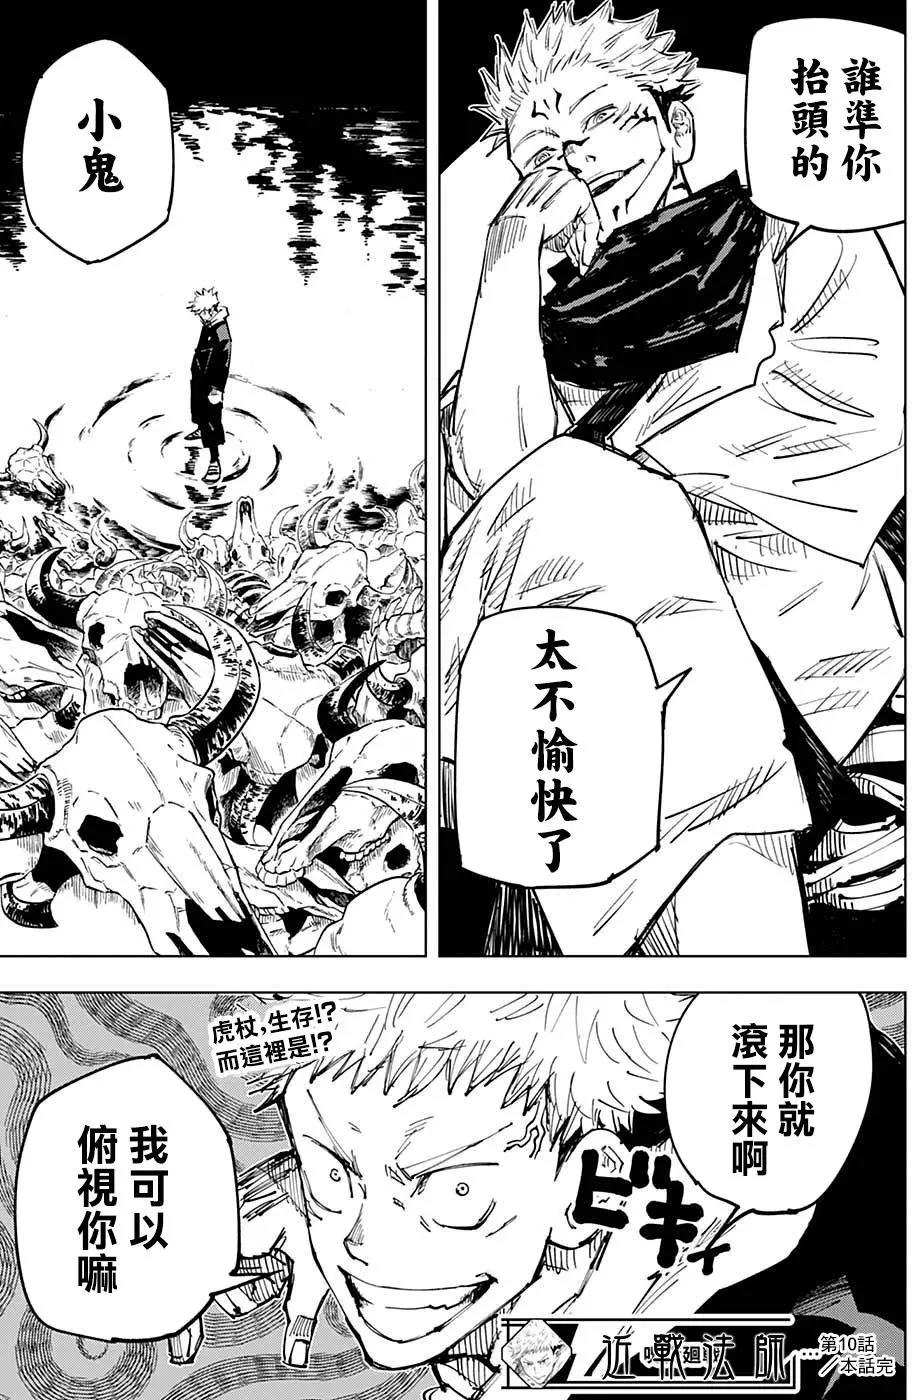 誰準你
抬頭的
太不愉快了
小鬼
那你就
滾下來啊
虎杖，生存!?
而這裡是!?
我可以
俯視你嘛
ビキィ
近戰法師
廻
…第10話
／本話完